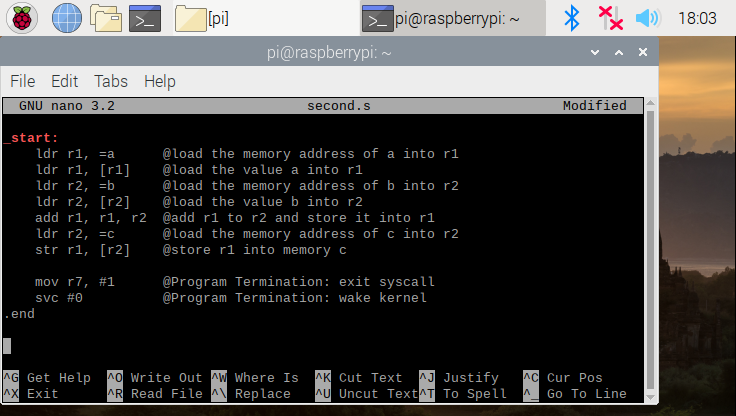 [pi]
pi@raspberrypi: ~
18:03
pi@raspberrypi: ~
File Edit Tabs Help
GNU nano 3.2 second.s Modified
_start:
ldr r1, =a @load the memory address of a into r1
ldr r1, [r1] @load the value a into r1
ldr r2, =b @load the memory address of b into r2
ldr r2, [r2] @load the value b into r2
add r1, r1, r2 @add r1 to r2 and store it into r1
ldr r2, =c @load the memory address of c into r2
str r1, [r2] @store r1 into memory c
mov r7, #1 @Program Termination: exit syscall
svc #0 @Program Termination: wake kernel
.end
^G Get Help ^O Write Out ^W Where Is ^K Cut Text ^J Justify ^C Cur Pos
^X Exit ^R Read File ^\ Replace ^U Uncut Text ^T To Spell ^_ Go To Line